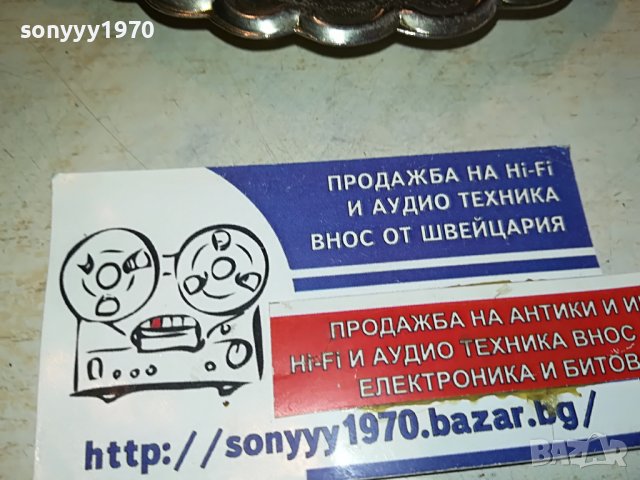 sonyyy1970
ПРОДАЖБА НА Hi-Fi
И АУДИО ТЕХНИКА
ВНОС ОТ ШВЕЙЦАРИЯ
ПРОДАЖБА НА АНТИКИ И
Hi-Fi И АУДИО ТЕХНИКА ВНОС
ЕЛЕКТРОНИКА И БИТОВ
http://sonyyy1970.bazar.bg/
BAZAR